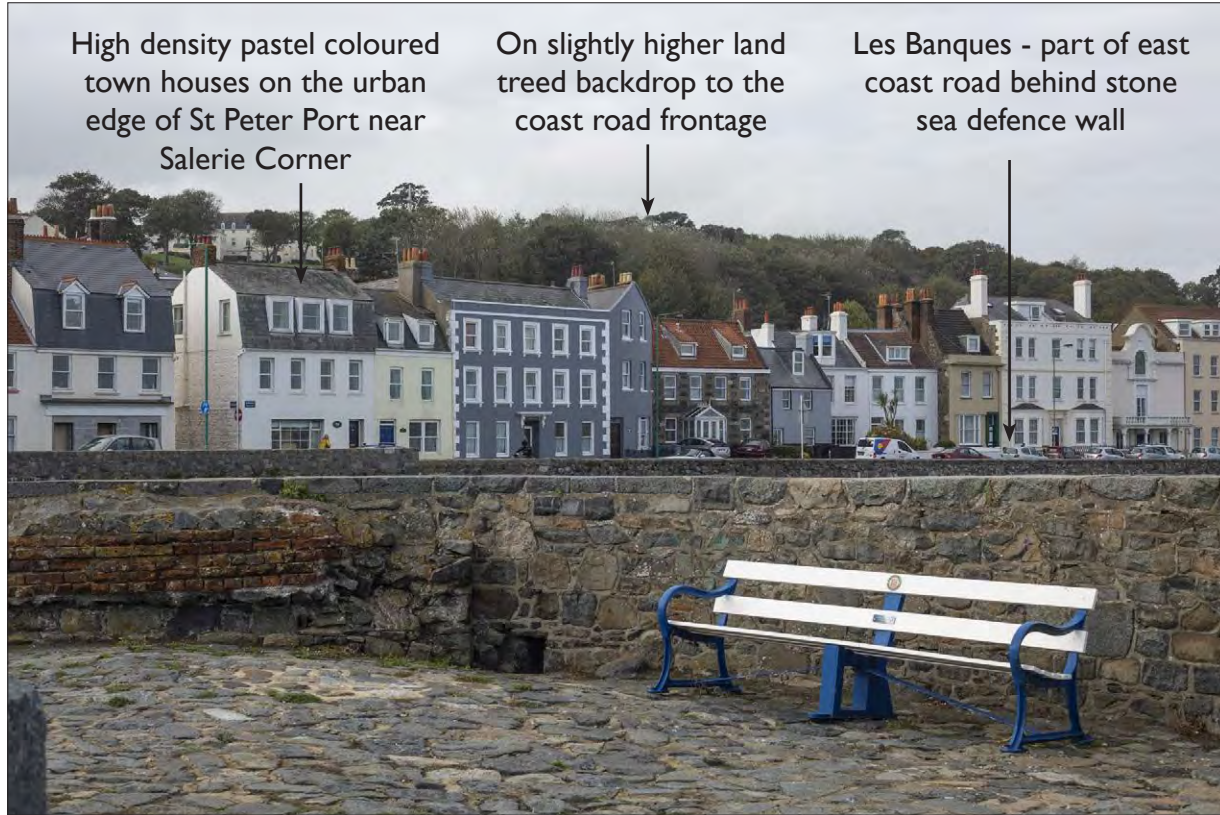 High density pastel coloured
town houses on the urban
edge of St Peter Port near
Salerie Corner
On slightly higher land
treed backdrop to the
coast road frontage
Les Banques - part of east
coast road behind stone
sea defence wall